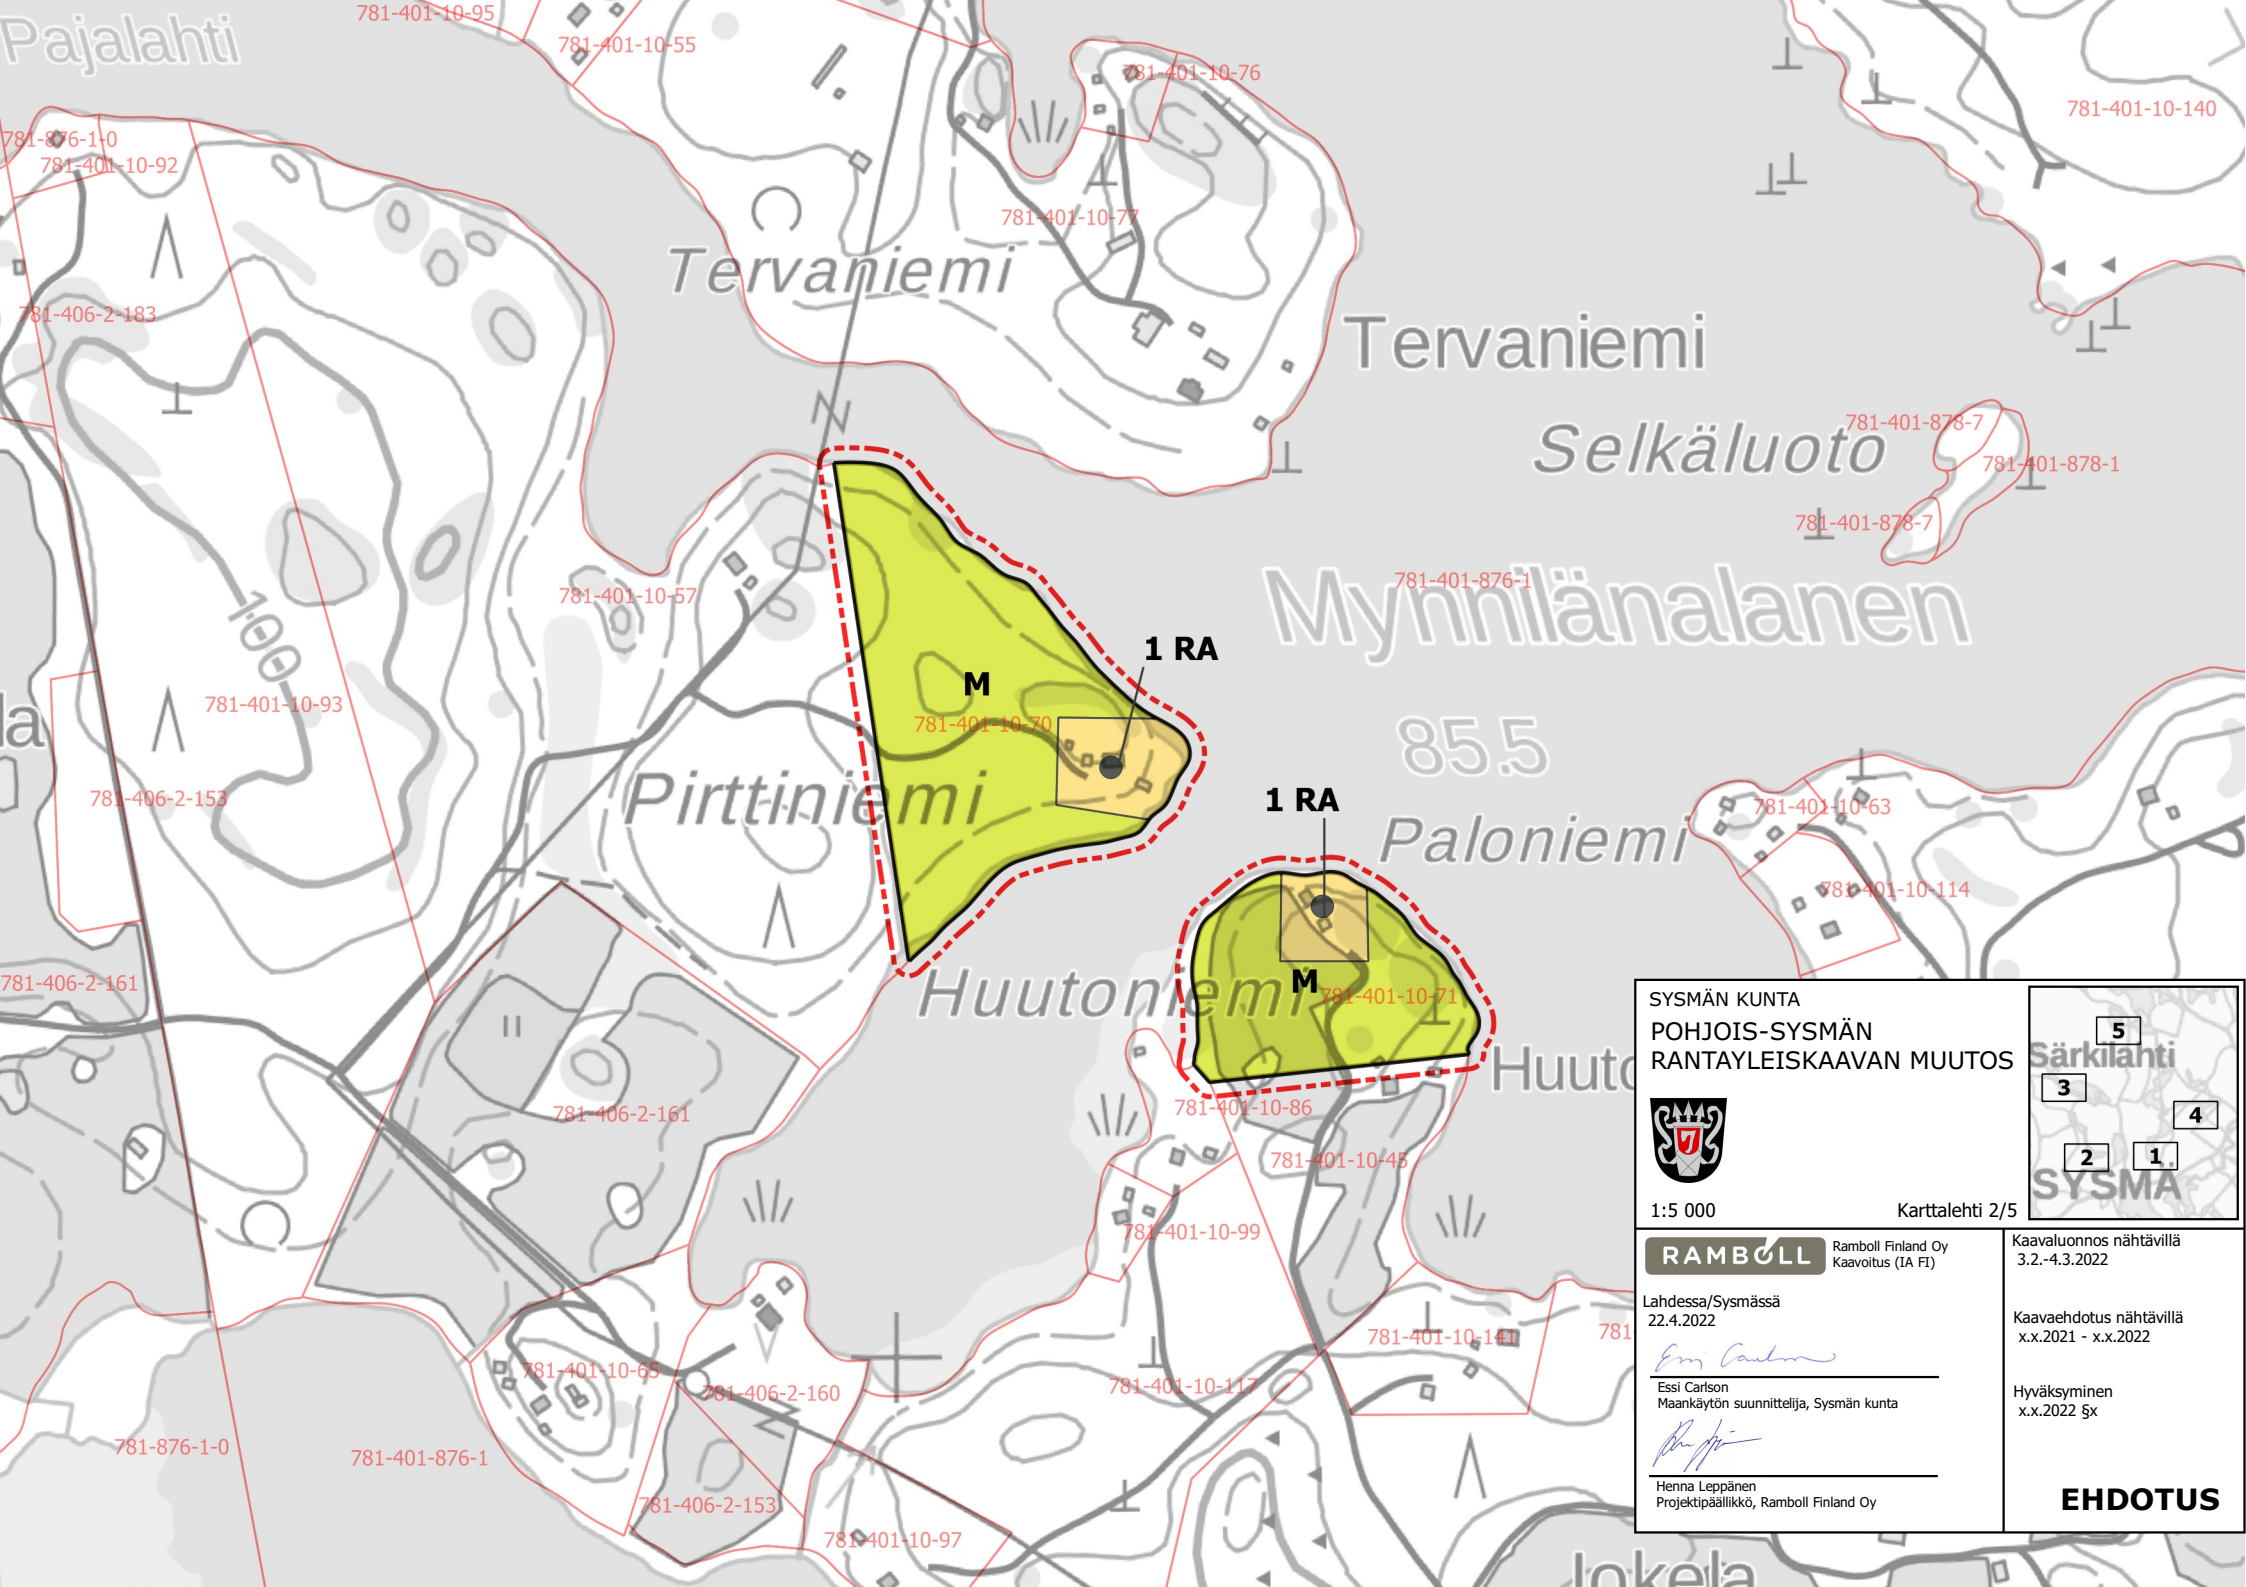 781-401-10-95
Pajalahti
781-401-10-55
781-401-10-76
781-401-10-140
781-876-1-0
781-401-10-92
781-401-10-77
Tervaniemi
781-406-2-183
Tervaniemi
781-401-878-7
Selkäluoto
781-401-878-1
781-401-878-7
781-401-876-1
781-401-10-57
Mynnilänalanen
100
1 RA
M
781-401-10-93
781-401-10-70
la
85.5
Pirttiniemi
781-406-2-153
1 RA
781-401-10-63
Paloniemi
781-401-10-114
781-406-2-161
Huutoniemi
M
781-401-10-71
Huuto
781-401-10-86
781-406-2-161
781-401-10-45
781-401-10-99
781-401-10-141
781
781-401-10-65
781-406-2-160
781-401-10-117
781-876-1-0
781-401-876-1
781-406-2-153
781-401-10-97
Jokela
SYSMÄN KUNTA
POHJOIS-SYSMÄN
RANTAYLEISKAAVAN MUUTOS
1:5 000
Karttalehti 2/5
5
Särkilahti
3
4
2
1
SYSMÄ
RAMBOLL
Ramboll Finland Oy
Kaavoitus (IA FI)
Lahdessa/Sysmässä
22.4.2022
Essi Carlson
Maankäytön suunnittelija, Sysmän kunta
Henna Leppänen
Projektipäällikkö, Ramboll Finland Oy
Kaavaluonnos nähtävillä
3.2.-4.3.2022
Kaavaehdotus nähtävillä
x.x.2021 - x.x.2022
Hyväksyminen
x.x.2022 §x
EHDOTUS